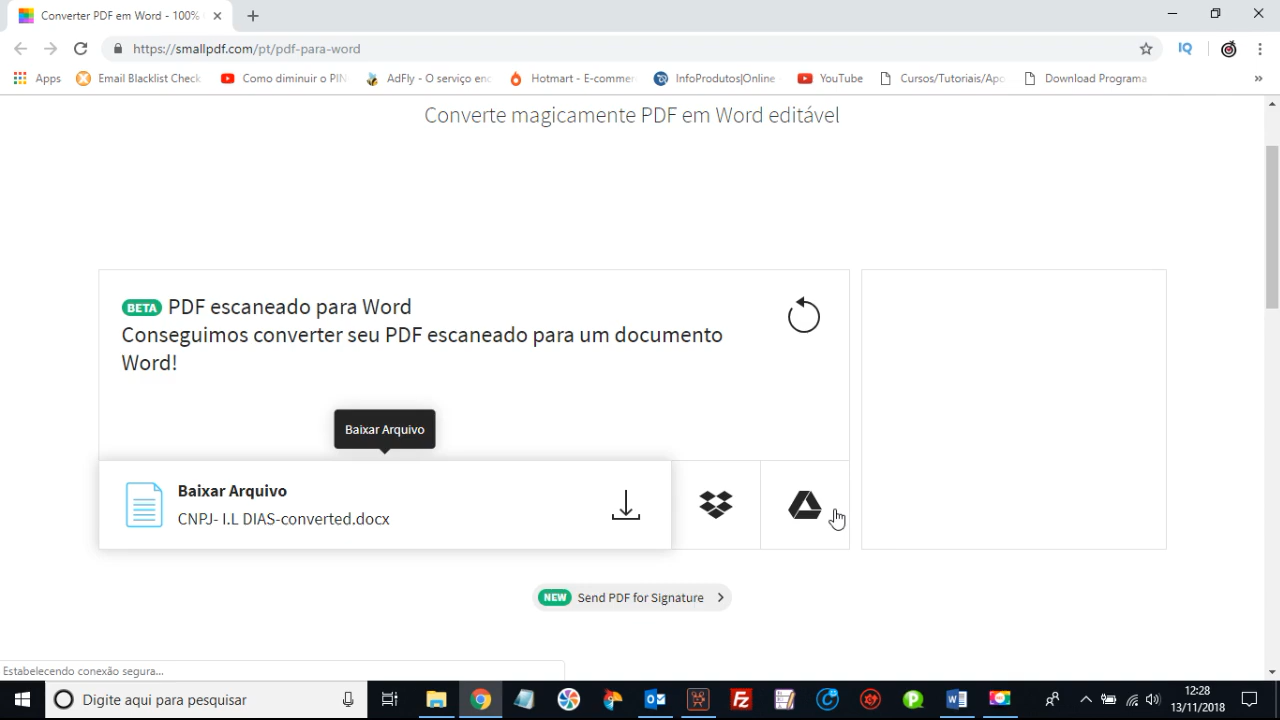 Converter PDF em Word - 100%
https://smallpdf.com/pt/pdf-para-word
IQ
Apps
Email Blacklist Check
Como diminuir o PIN
AdFly - O serviço enc
Hotmart - E-commer
InfoProdutos|Online
YouTube
Cursos/Tutoriais/Apo
Download Programa
»
Converte magicamente PDF em Word editável
BETA PDF escaneado para Word
Conseguimos converter seu PDF escaneado para um documento
Word!
Baixar Arquivo
Baixar Arquivo
CNPJ- I.L DIAS-converted.docx
NEW Send PDF for Signature
Estabelecendo conexão segura...
Digite aqui para pesquisar
12:28
13/11/2018